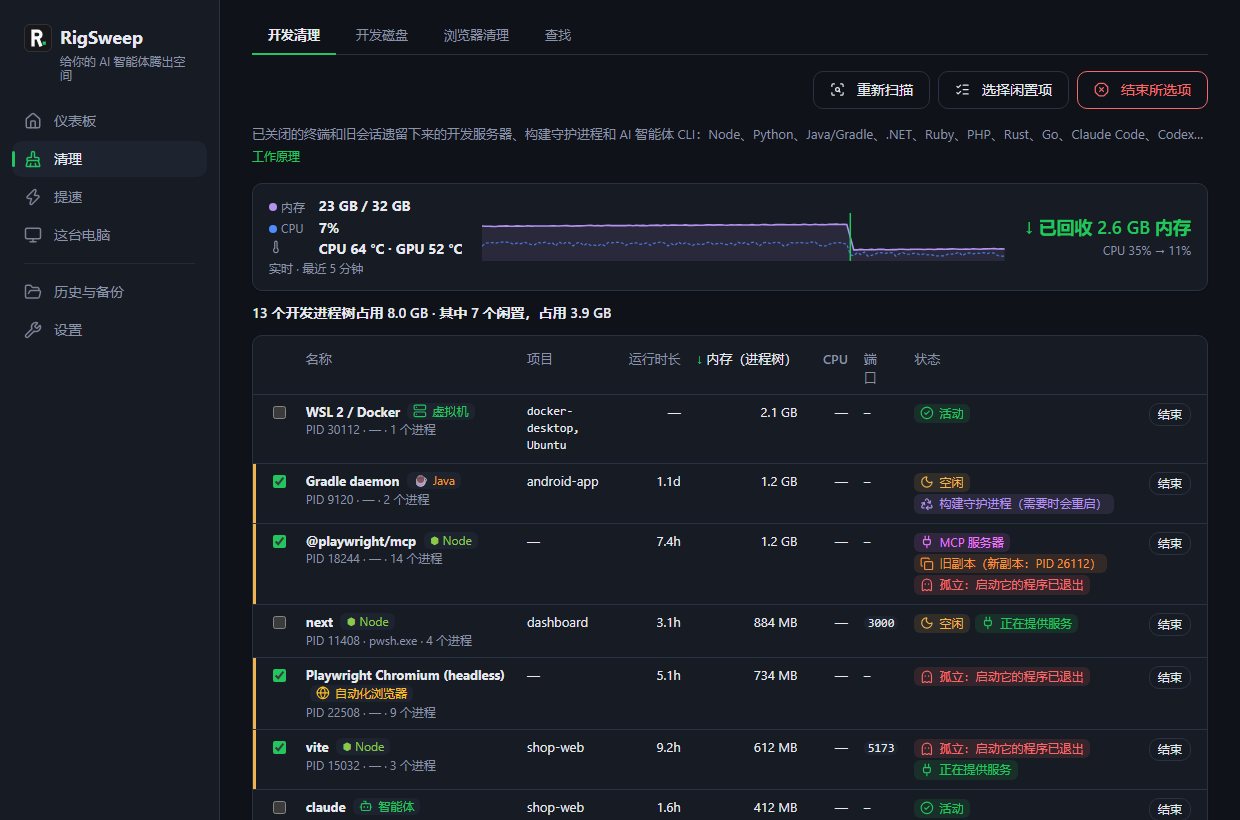 R.
RigSweep
给你的 AI 智能体腾出空
间
仪表板
清理
提速
这台电脑
历史与备份
设置
开发清理 开发磁盘 浏览器清理 查找
重新扫描 选择闲置项 结束所选项
已关闭的终端和旧会话遗留下来的开发服务器、构建守护进程和 AI 智能体 CLI：Node、Python、Java/Gradle、.NET、Ruby、PHP、Rust、Go、Claude Code、Codex...
工作原理
内存 23 GB / 32 GB
CPU 7%
CPU 64 °C · GPU 52 °C
实时 · 最近 5 分钟
↓ 已回收 2.6 GB 内存
CPU 35% → 11%
13 个开发进程树占用 8.0 GB · 其中 7 个闲置，占用 3.9 GB
名称 项目 运行时长 ↓ 内存（进程树） CPU 端口 状态
WSL 2 / Docker 虚拟机 docker-desktop, Ubuntu — 2.1 GB — – 活动 结束
PID 30112 · — · 1 个进程
Gradle daemon Java android-app 1.1d 1.2 GB — – 空闲 结束
PID 9120 · — · 2 个进程 构建守护进程（需要时会重启）
@playwright/mcp Node — 7.4h 1.2 GB — – MCP 服务器 结束
PID 18244 · — · 14 个进程 旧副本（新副本：PID 26112）
孤立：启动它的程序已退出
next Node dashboard 3.1h 884 MB — 3000 空闲 正在提供服务 结束
PID 11408 · pwsh.exe · 4 个进程
Playwright Chromium (headless) — 5.1h 734 MB — – 孤立：启动它的程序已退出 结束
自动化浏览器
PID 22508 · — · 9 个进程
vite Node shop-web 9.2h 612 MB — 5173 孤立：启动它的程序已退出 结束
PID 15032 · — · 3 个进程 正在提供服务
claude 智能体 shop-web 1.6h 412 MB — – 活动 结束